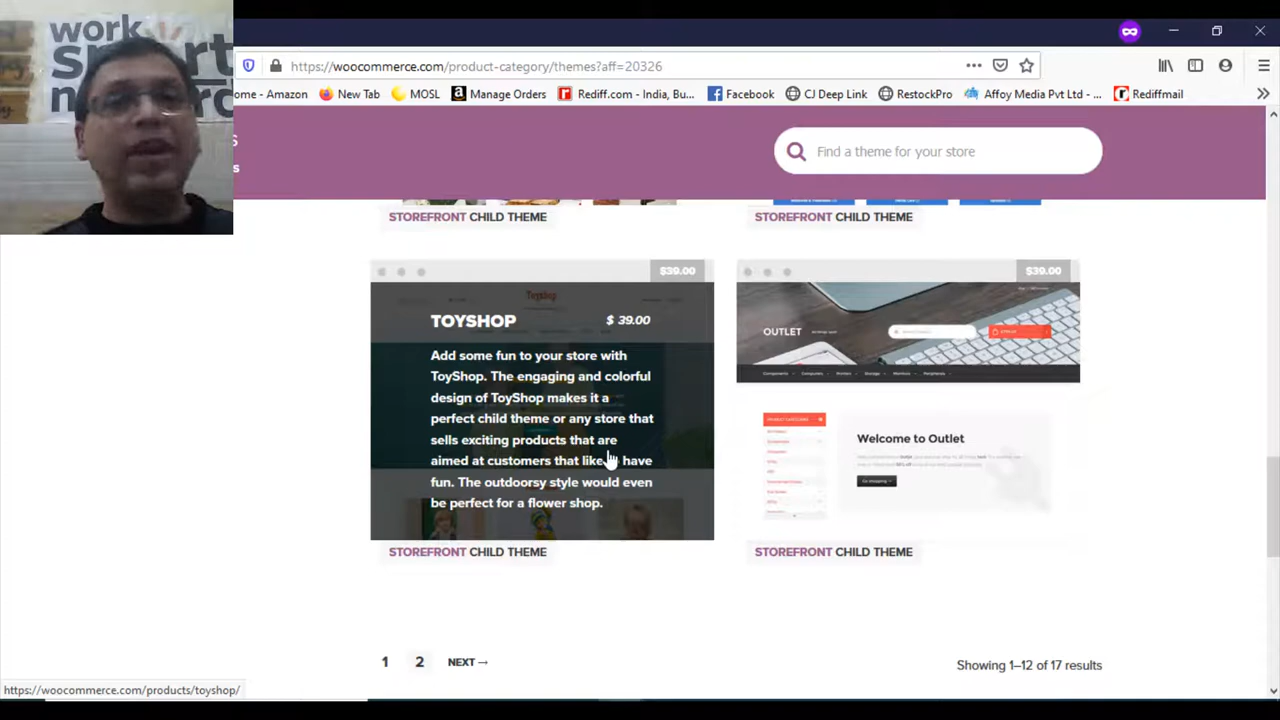 work
https://woocommerce.com/product-category/themes?aff=20326
ome - Amazon
New Tab
MOSL
Manage Orders
Rediff.com - India, Bu...
Facebook
CJ Deep Link
RestockPro
Affoy Media Pvt Ltd - ...
Rediffmail
S
s
Find a theme for your store
STOREFRONT CHILD THEME
STOREFRONT CHILD THEME
$39.00
TOYSHOP $ 39.00
Add some fun to your store with
ToyShop. The engaging and colorful
design of ToyShop makes it a
perfect child theme or any store that
sells exciting products that are
aimed at customers that like have
fun. The outdoorsy style would even
be perfect for a flower shop.
STOREFRONT CHILD THEME
$39.00
OUTLET
Welcome to Outlet
STOREFRONT CHILD THEME
1 2 NEXT→
Showing 1–12 of 17 results
https://woocommerce.com/products/toyshop/